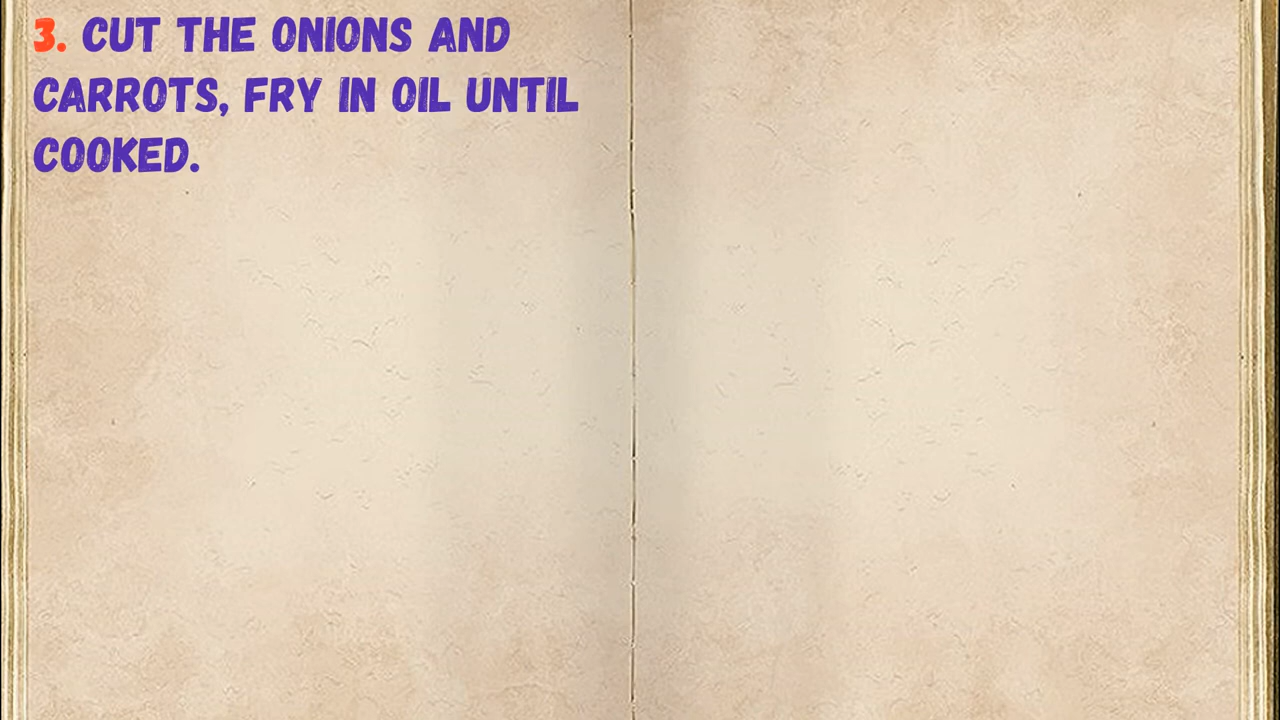 3. CUT THE ONIONS AND
CARROTS, FRY IN OIL UNTIL
COOKED.